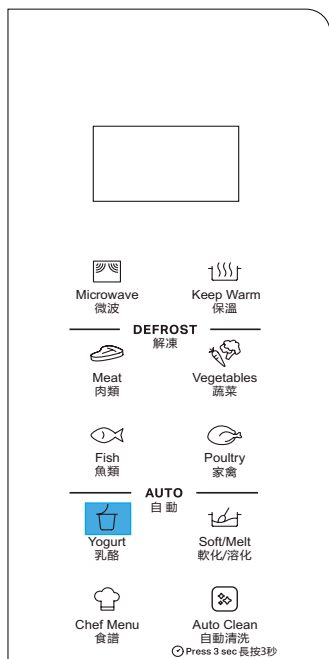 Microwave
微波
Keep Warm
保溫
DEFROST
解凍
Meat
肉類
Vegetables
蔬菜
Fish
魚類
Poultry
家禽
AUTO
自動
Yogurt
乳酪
Soft/Melt
軟化/溶化
Chef Menu
食譜
Auto Clean
自動清洗
Press 3 sec 長按3秒